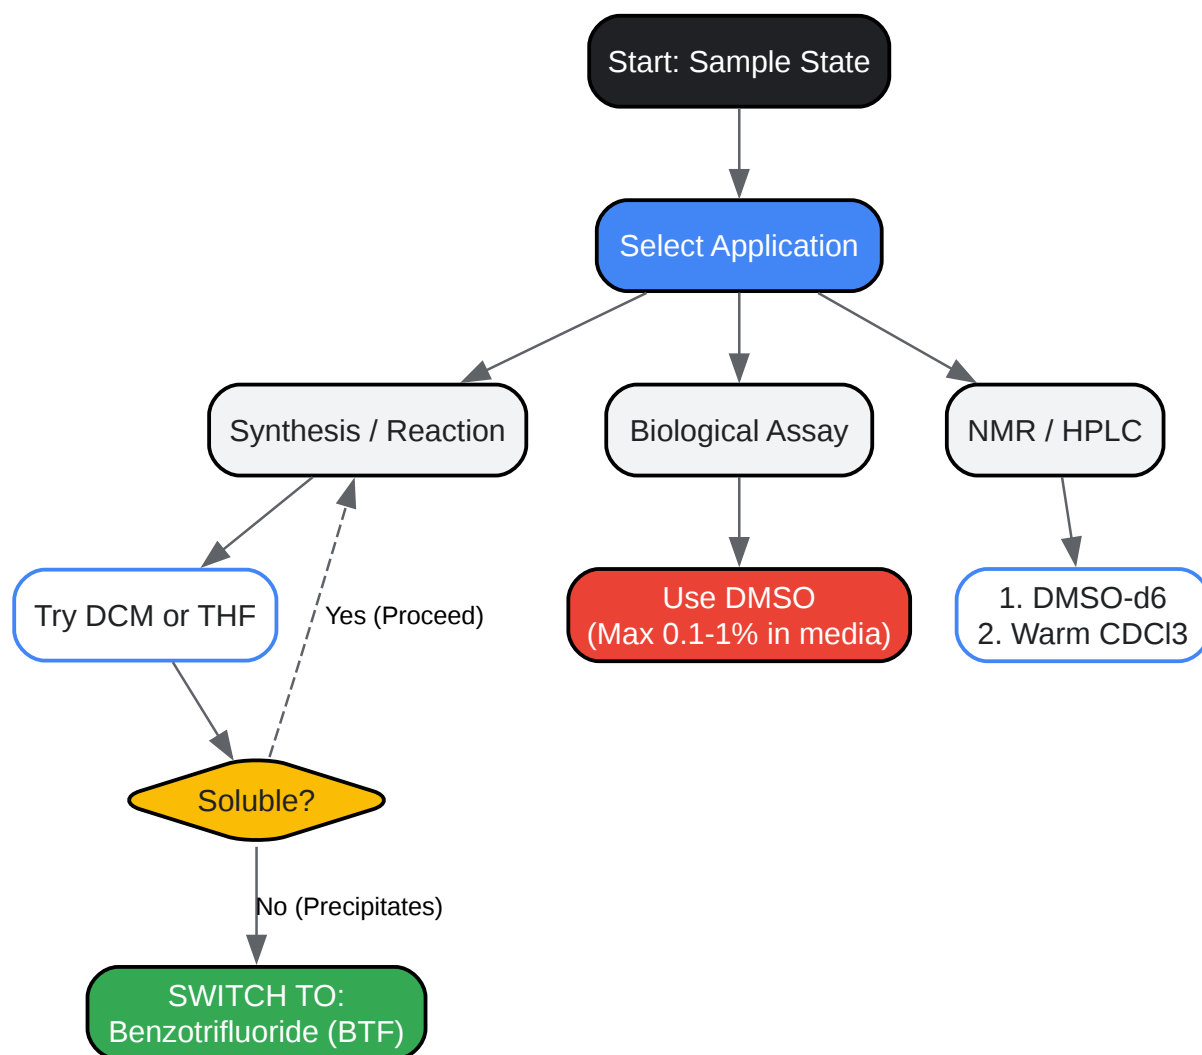 Start: Sample State
Select Application
Synthesis / Reaction
Biological Assay
NMR / HPLC
Try DCM or THF
Yes (Proceed)
Use DMSO
(Max 0.1-1% in media)
1. DMSO-d6
2. Warm CDCl3
Soluble?
No (Precipitates)
SWITCH TO:
Benzotrifluoride (BTF)